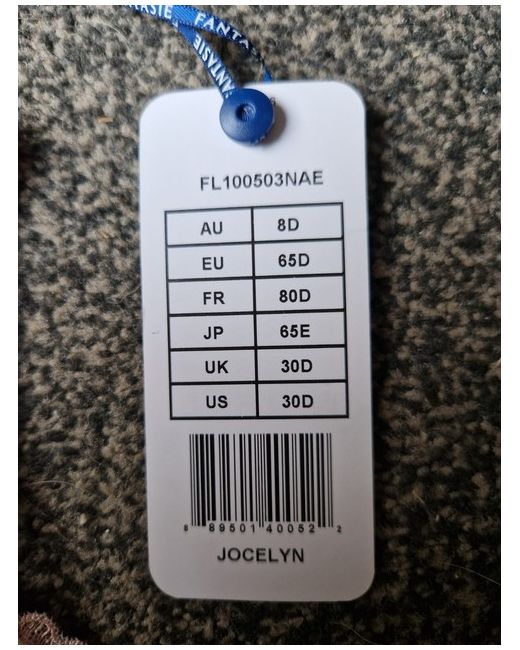 FANTASIE
FANTASIE
FL100503NAE
AU 8D
EU 65D
FR 80D
JP 65E
UK 30D
US 30D
8 89501 40052 2
JOCELYN